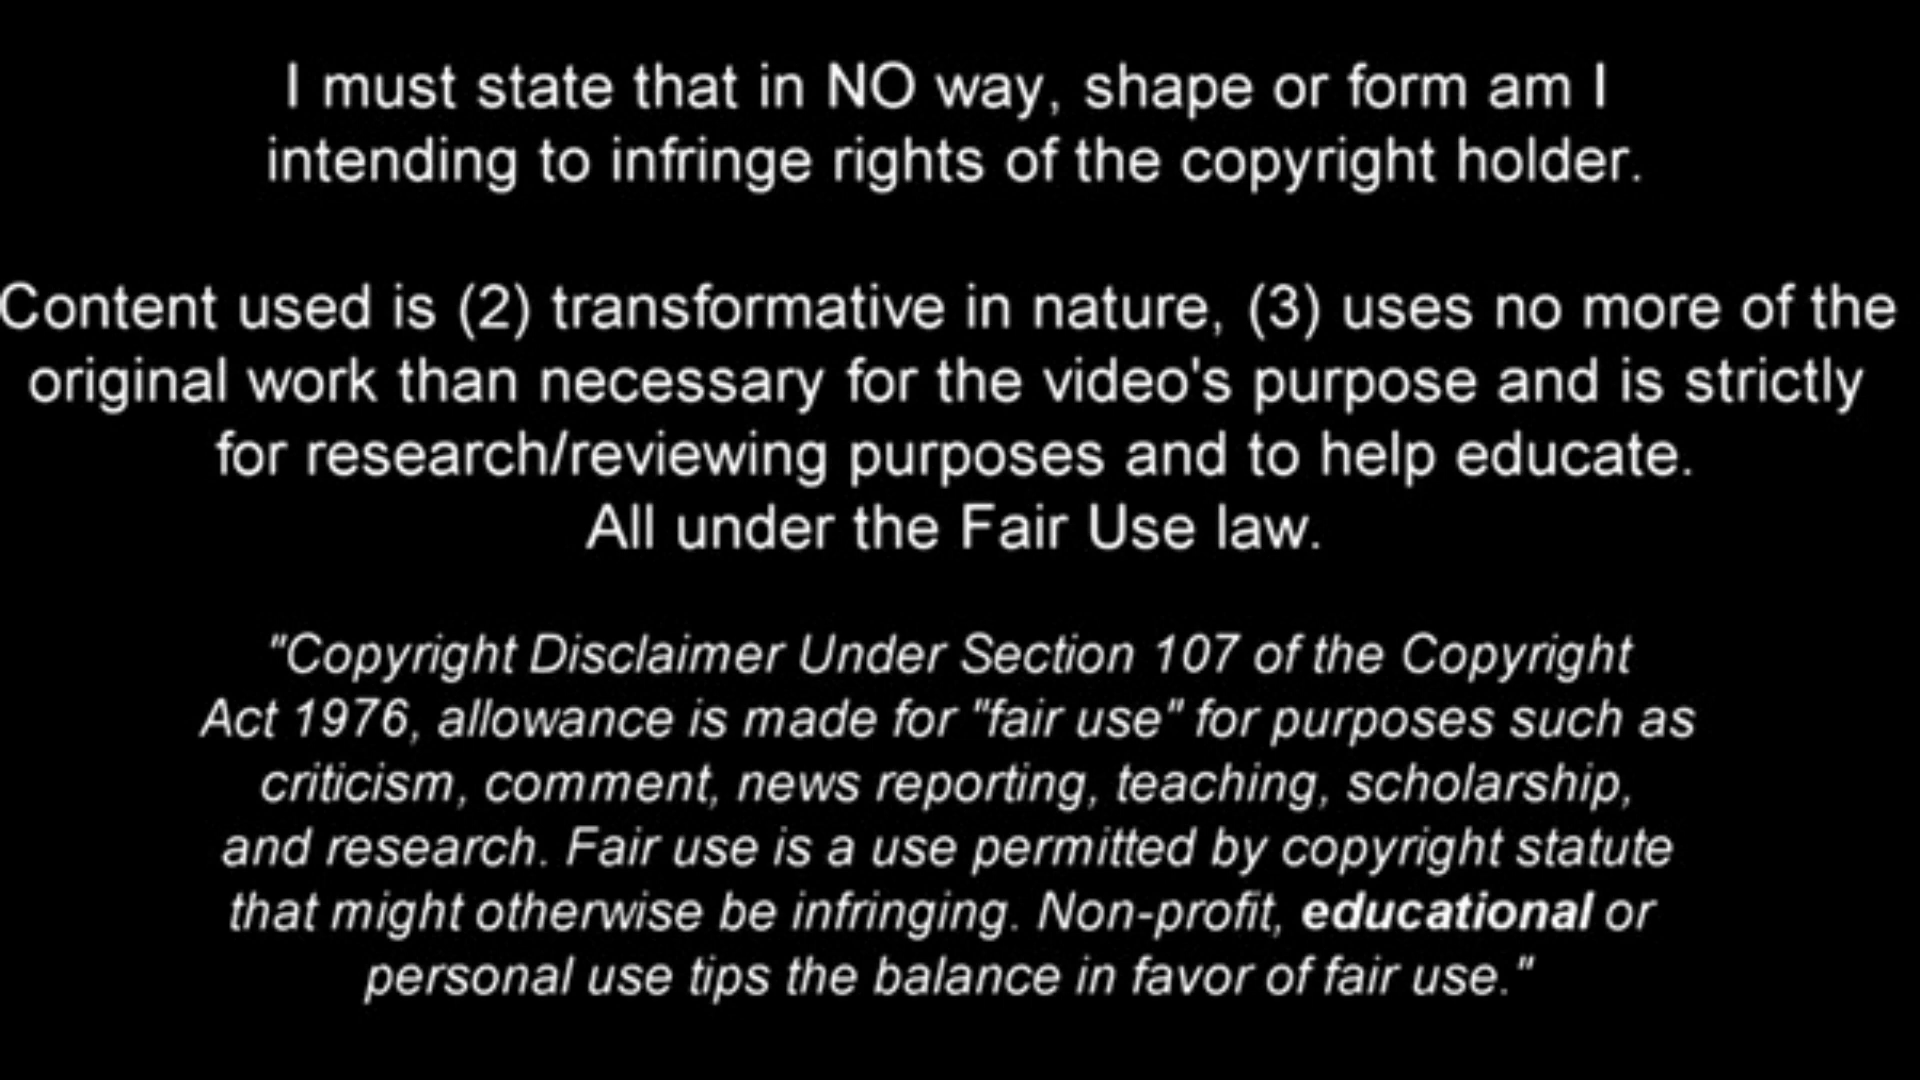 I must state that in NO way, shape or form am I
intending to infringe rights of the copyright holder.
Content used is (2) transformative in nature, (3) uses no more of the
original work than necessary for the video's purpose and is strictly
for research/reviewing purposes and to help educate.
All under the Fair Use law.
"Copyright Disclaimer Under Section 107 of the Copyright
Act 1976, allowance is made for "fair use" for purposes such as
criticism, comment, news reporting, teaching, scholarship,
and research. Fair use is a use permitted by copyright statute
that might otherwise be infringing. Non-profit, educational or
personal use tips the balance in favor of fair use."